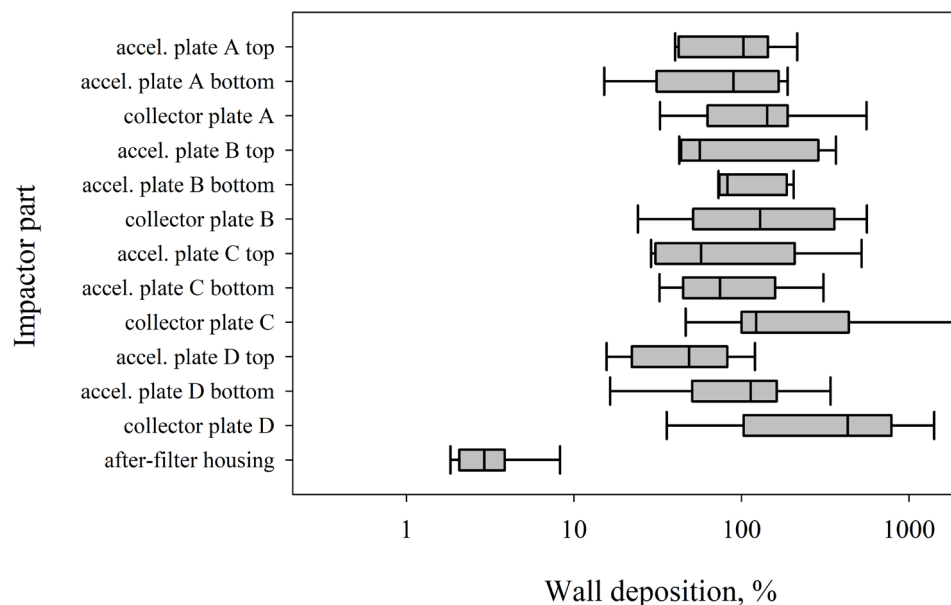 accel. plate A top
accel. plate A bottom
collector plate A
accel. plate B top
accel. plate B bottom
collector plate B
accel. plate C top
accel. plate C bottom
collector plate C
accel. plate D top
accel. plate D bottom
collector plate D
after-filter housing
Impactor part
1 10 100 1000
Wall deposition, %